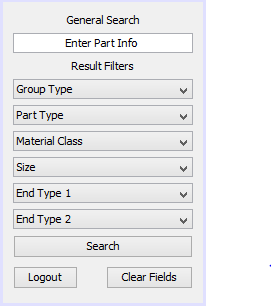 General Search
Enter Part Info
Result Filters
Group Type
Part Type
Material Class
Size
End Type 1
End Type 2
Search
Logout Clear Fields